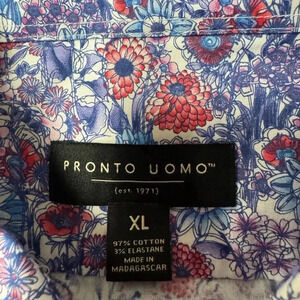 PRONTO UOMO™
(est. 1971)
XL
97% COTTON
3% ELASTANE
MADE IN
MADAGASCAR